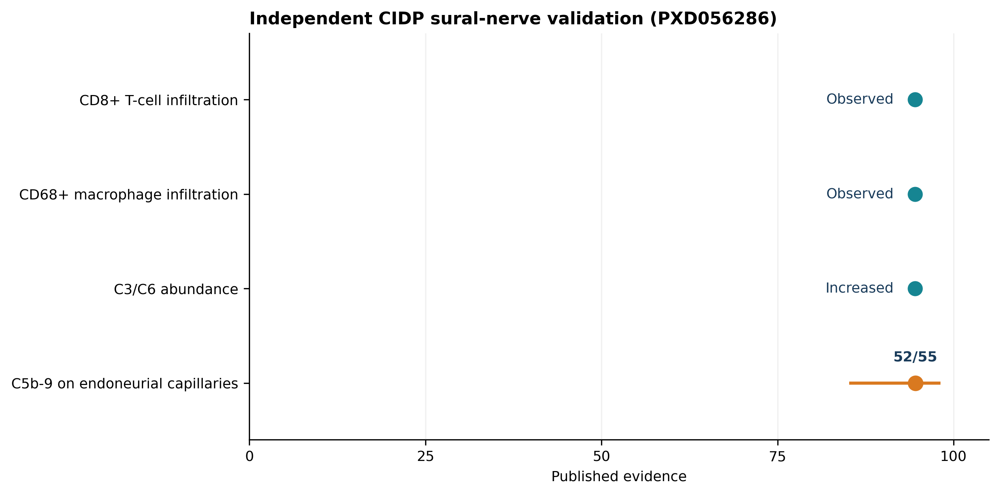 Independent CIDP sural-nerve validation (PXD056286)
CD8+ T-cell infiltration
Observed
CD68+ macrophage infiltration
Observed
C3/C6 abundance
Increased
52/55
C5b-9 on endoneurial capillaries
0 25 50 75 100
Published evidence